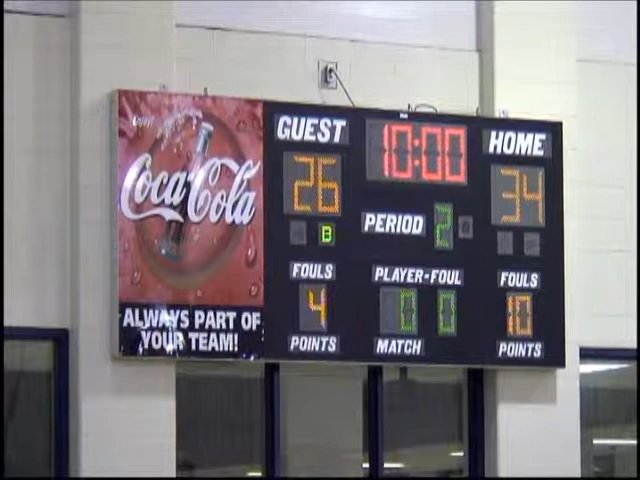 Coca-Cola
ALWAYS PART OF
YOUR TEAM!
GUEST
10:00
HOME
26
34
B
PERIOD
2
FOULS
PLAYER-FOUL
FOULS
4
0 0
10
POINTS
MATCH
POINTS